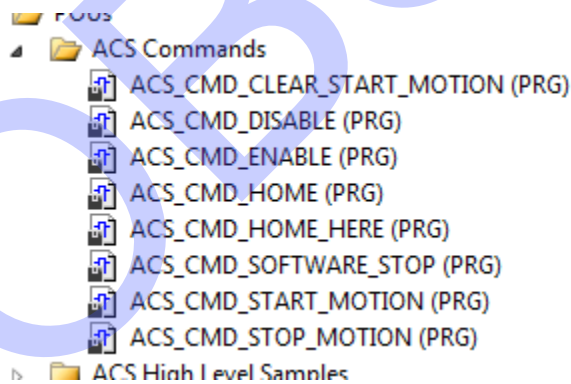 POUs
ACS Commands
ACS_CMD_CLEAR_START_MOTION (PRG)
ACS_CMD_DISABLE (PRG)
ACS_CMD_ENABLE (PRG)
ACS_CMD_HOME (PRG)
ACS_CMD_HOME_HERE (PRG)
ACS_CMD_SOFTWARE_STOP (PRG)
ACS_CMD_START_MOTION (PRG)
ACS_CMD_STOP_MOTION (PRG)
ACS High Level Samples